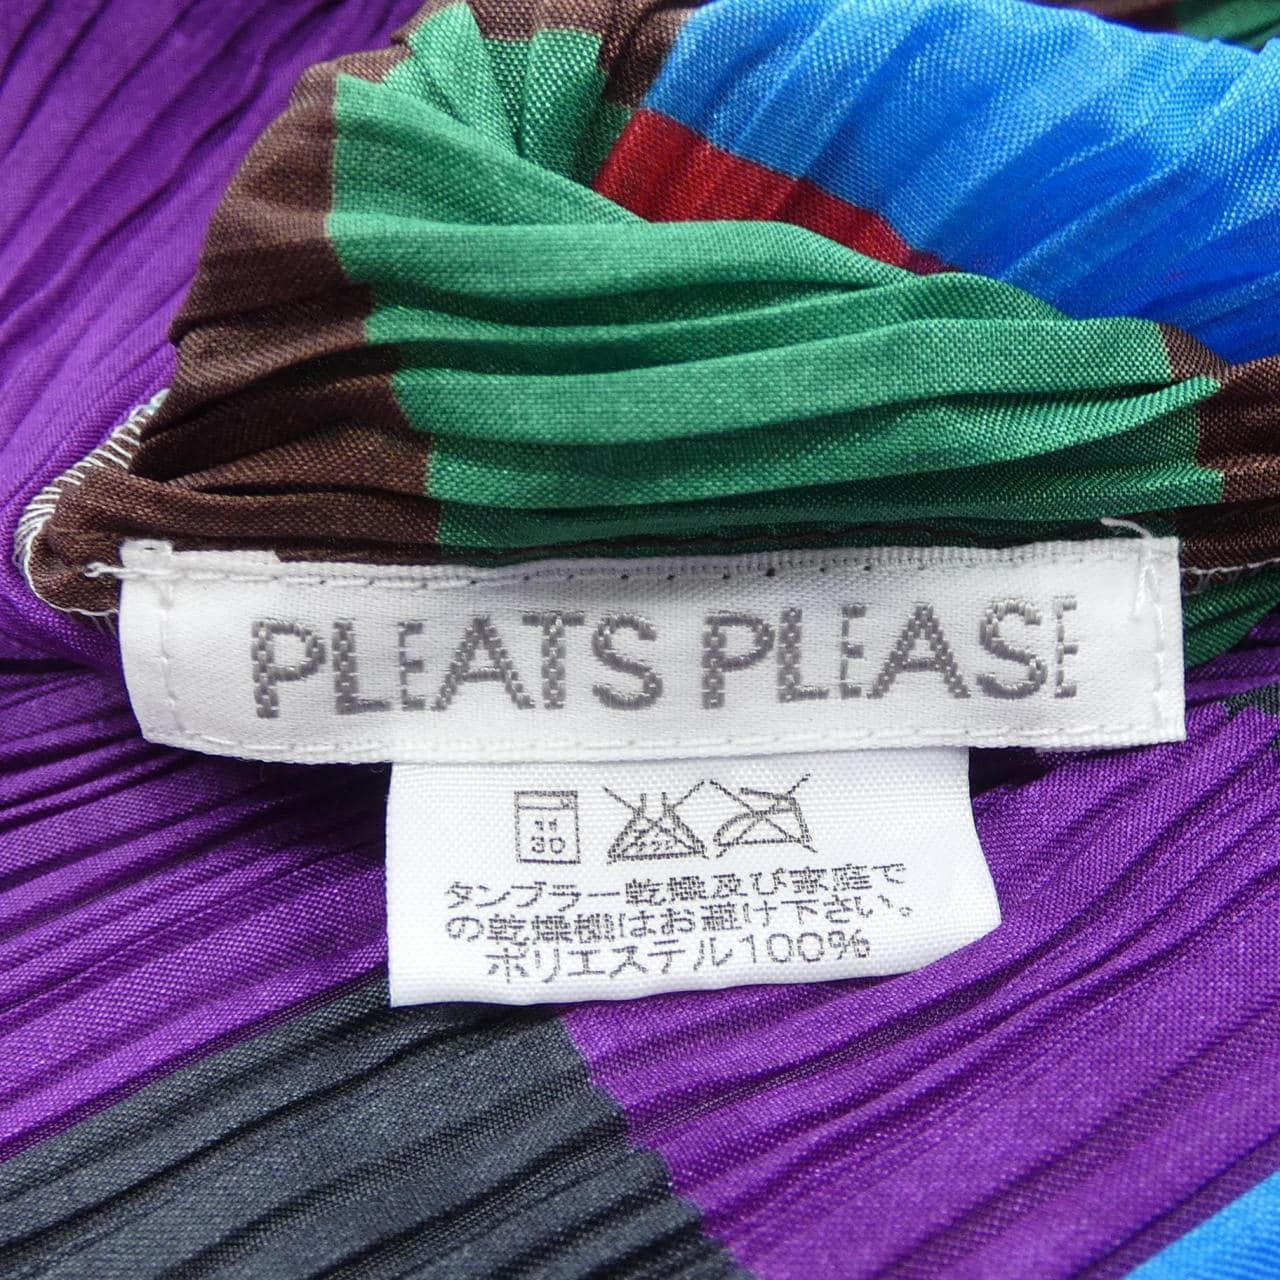 PLEATS PLEASE
弱
30
タンブラー乾燥及び家庭で
の乾燥機はお避け下さい。
ポリエステル100%